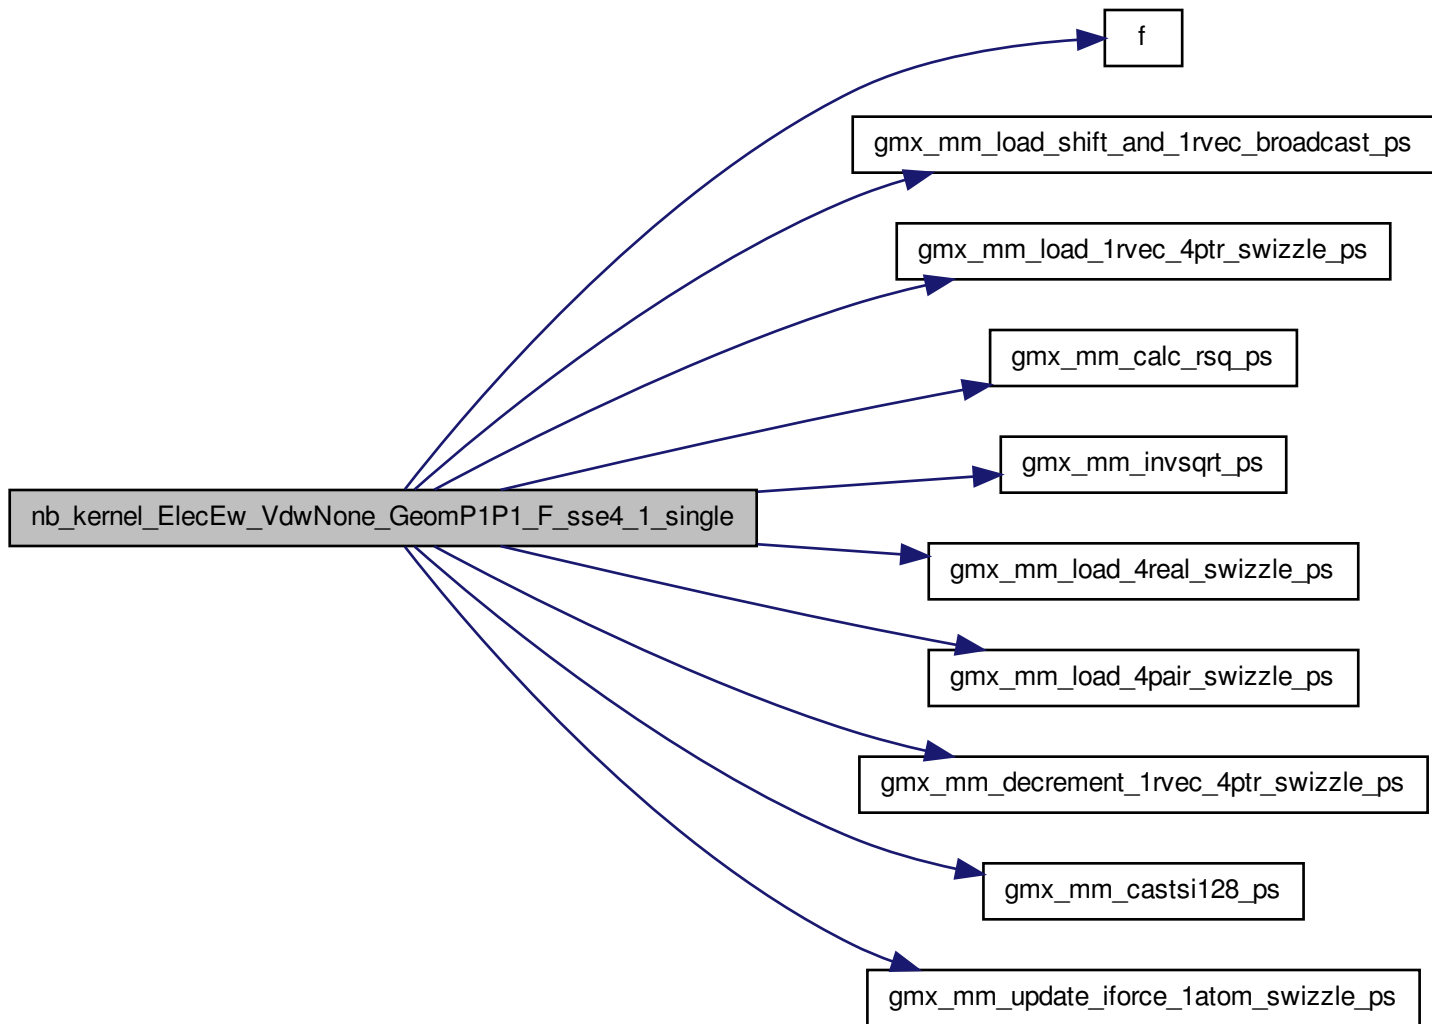 f
gmx_mm_load_shift_and_1rvec_broadcast_ps
gmx_mm_load_1rvec_4ptr_swizzle_ps
gmx_mm_calc_rsq_ps
gmx_mm_invsqrt_ps
nb_kernel_ElecEw_VdwNone_GeomP1P1_F_sse4_1_single
gmx_mm_load_4real_swizzle_ps
gmx_mm_load_4pair_swizzle_ps
gmx_mm_decrement_1rvec_4ptr_swizzle_ps
gmx_mm_castsi128_ps
gmx_mm_update_iforce_1atom_swizzle_ps